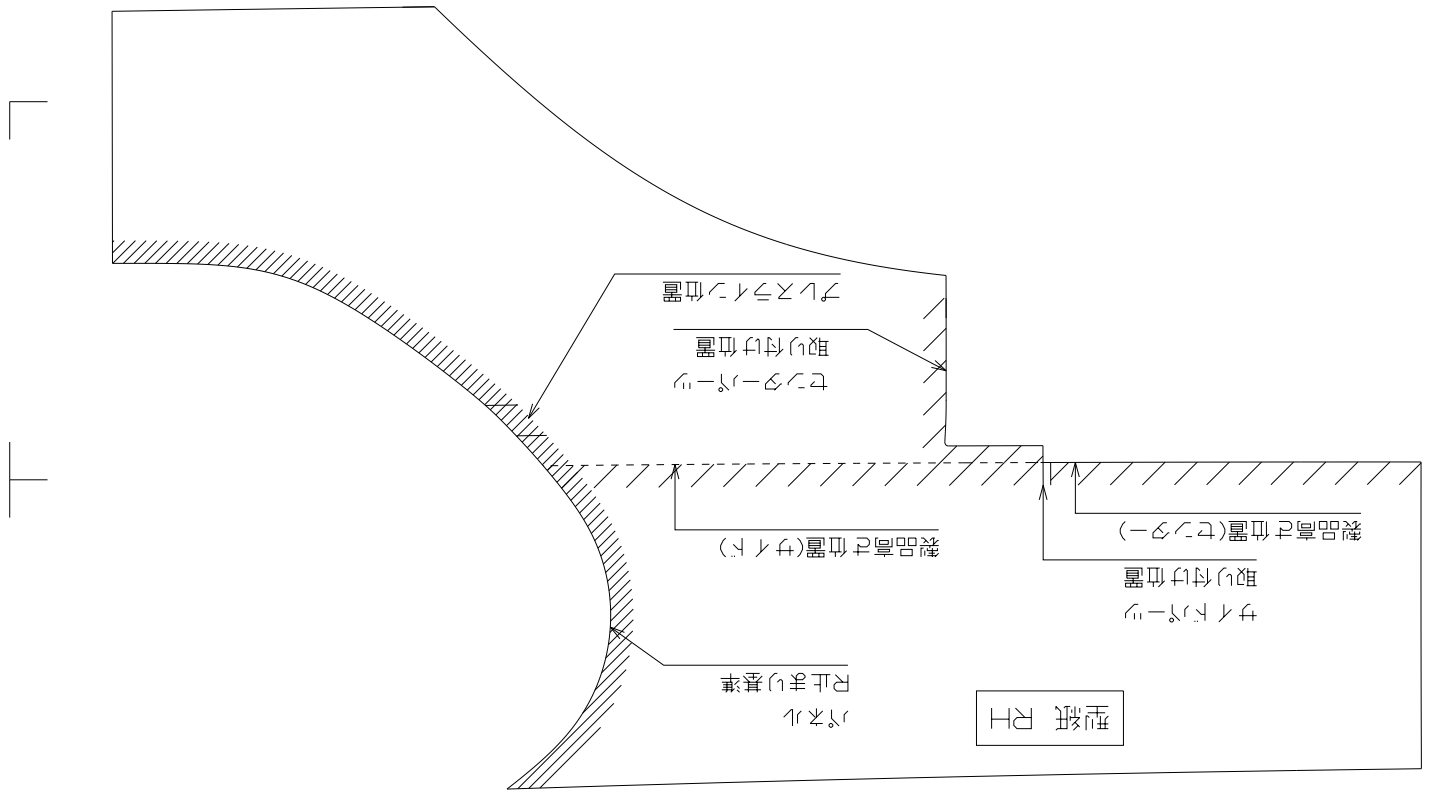 型紙 RH
パネル
R止まり基準
サイドパーツ
取り付け位置
製品高さ位置(サイド)
製品高さ位置(センター)
センターパーツ
取り付け位置
プレスライン位置